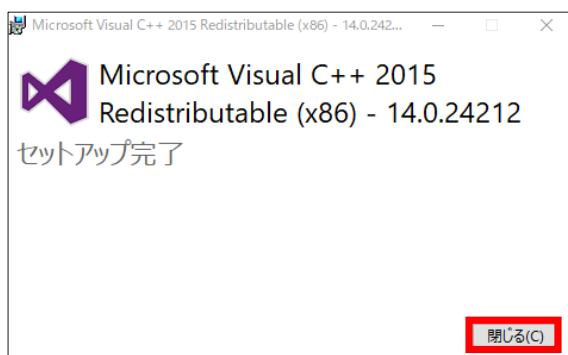 Microsoft Visual C++ 2015 Redistributable (x86) - 14.0.242...
Microsoft Visual C++ 2015
Redistributable (x86) - 14.0.24212
セットアップ完了
閉じる(C)